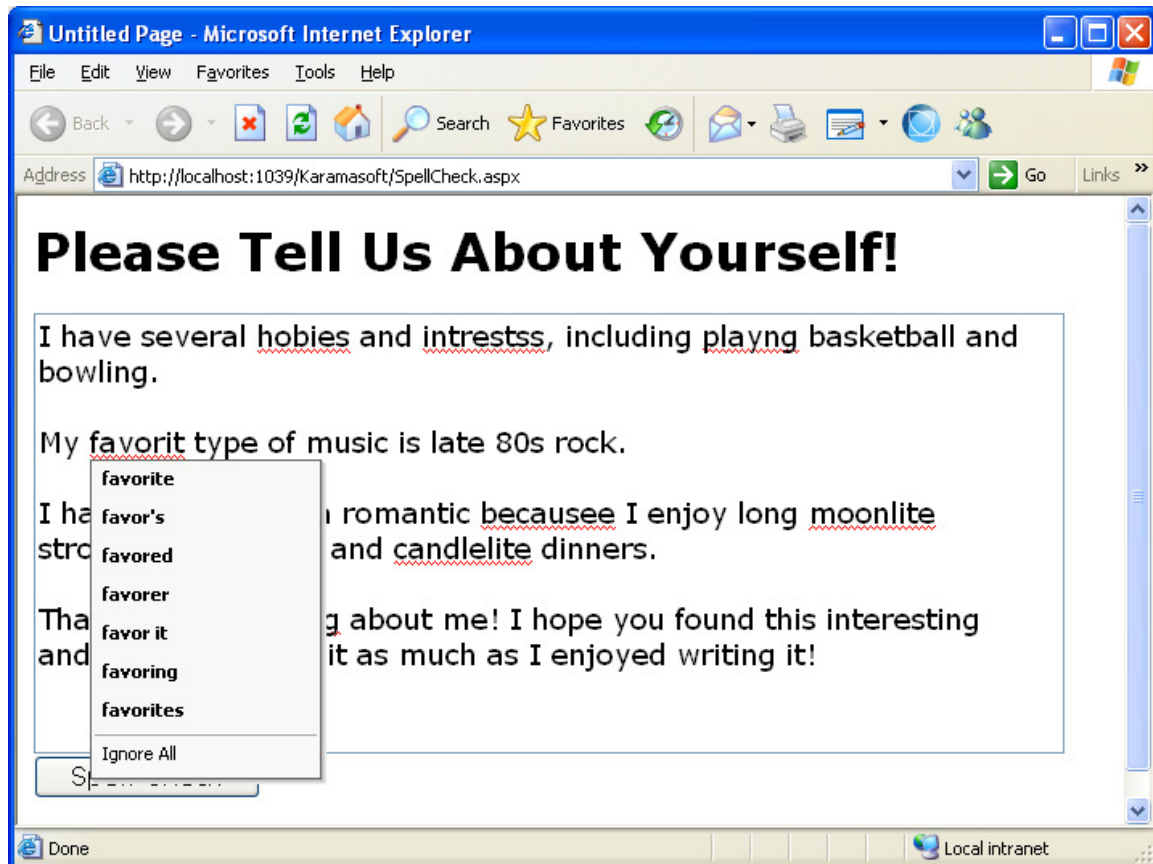 Untitled Page - Microsoft Internet Explorer
File Edit View Favorites Tools Help
Back Search Favorites
Address http://localhost:1039/Karamasoft/SpellCheck.aspx Go Links »
Please Tell Us About Yourself!
I have several hobies and intrestss, including playng basketball and
bowling.
My favorit type of music is late 80s rock.
favorite
I ha romantic becausee I enjoy long moonlite
favor's
stro and candlelite dinners.
favored
favorer
Tha g about me! I hope you found this interesting
favor it
and it as much as I enjoyed writing it!
favoring
favorites
Ignore All
Done Local intranet